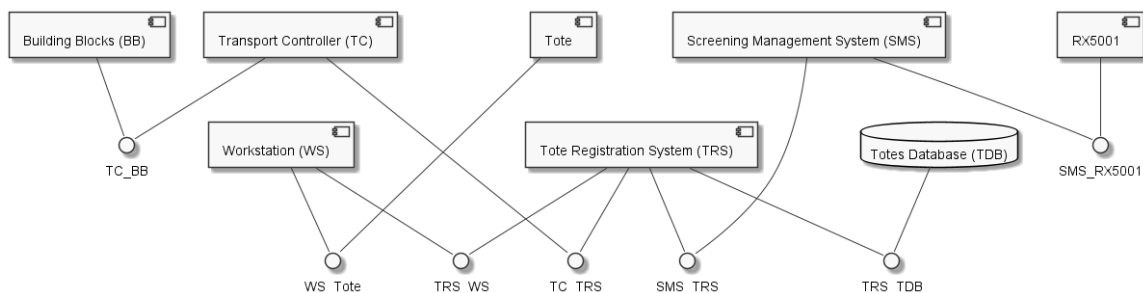 Building Blocks (BB)
Transport Controller (TC)
Tote
Screening Management System (SMS)
RX5001
Workstation (WS)
Tote Registration System (TRS)
Totes Database (TDB)
TC_BB
SMS_RX5001
WS_Tote
TRS_WS
TC_TRS
SMS_TRS
TRS_TDB